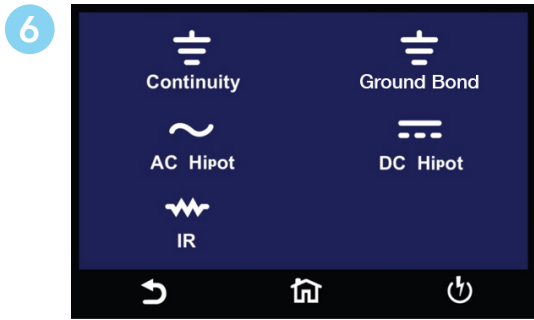 6
Continuity Ground Bond
AC Hipot DC Hipot
IR